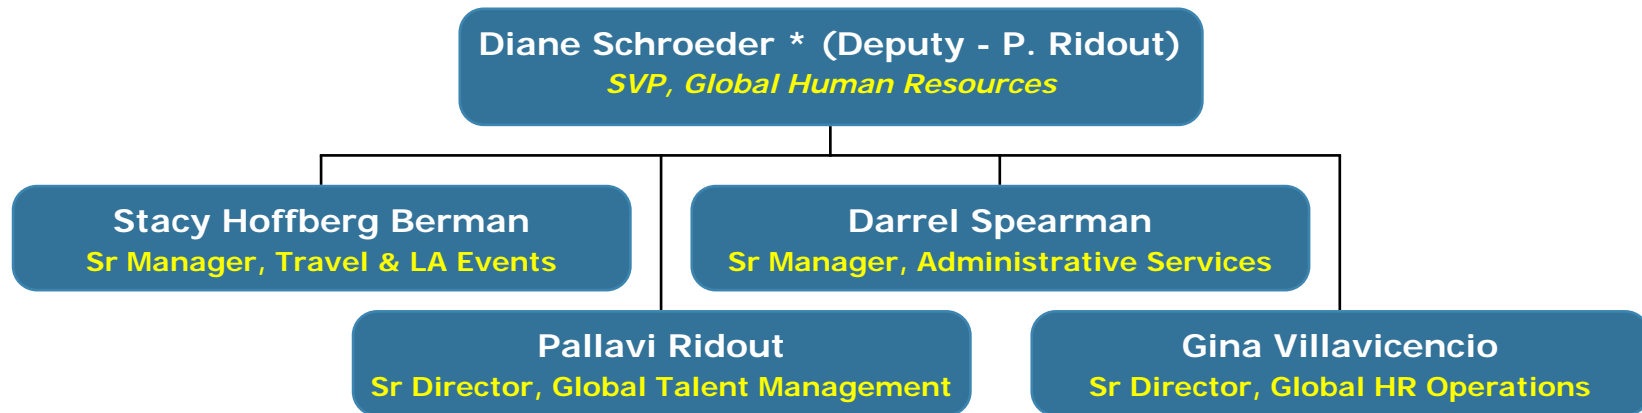 Diane Schroeder * (Deputy - P. Ridout)
SVP, Global Human Resources
Stacy Hoffberg Berman
Sr Manager, Travel & LA Events
Darrel Spearman
Sr Manager, Administrative Services
Pallavi Ridout
Sr Director, Global Talent Management
Gina Villavicencio
Sr Director, Global HR Operations